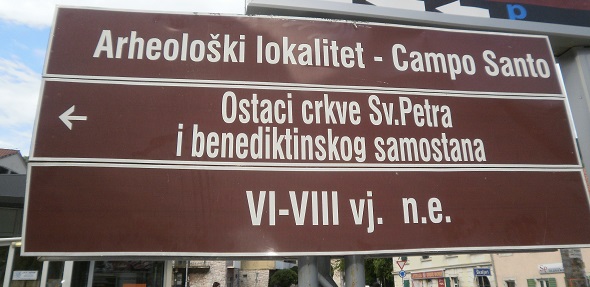 p
Arheološki lokalitet - Campo Santo
Ostaci crkve Sv.Petra
i benediktinskog samostana
VI-VIII vj. n.e.